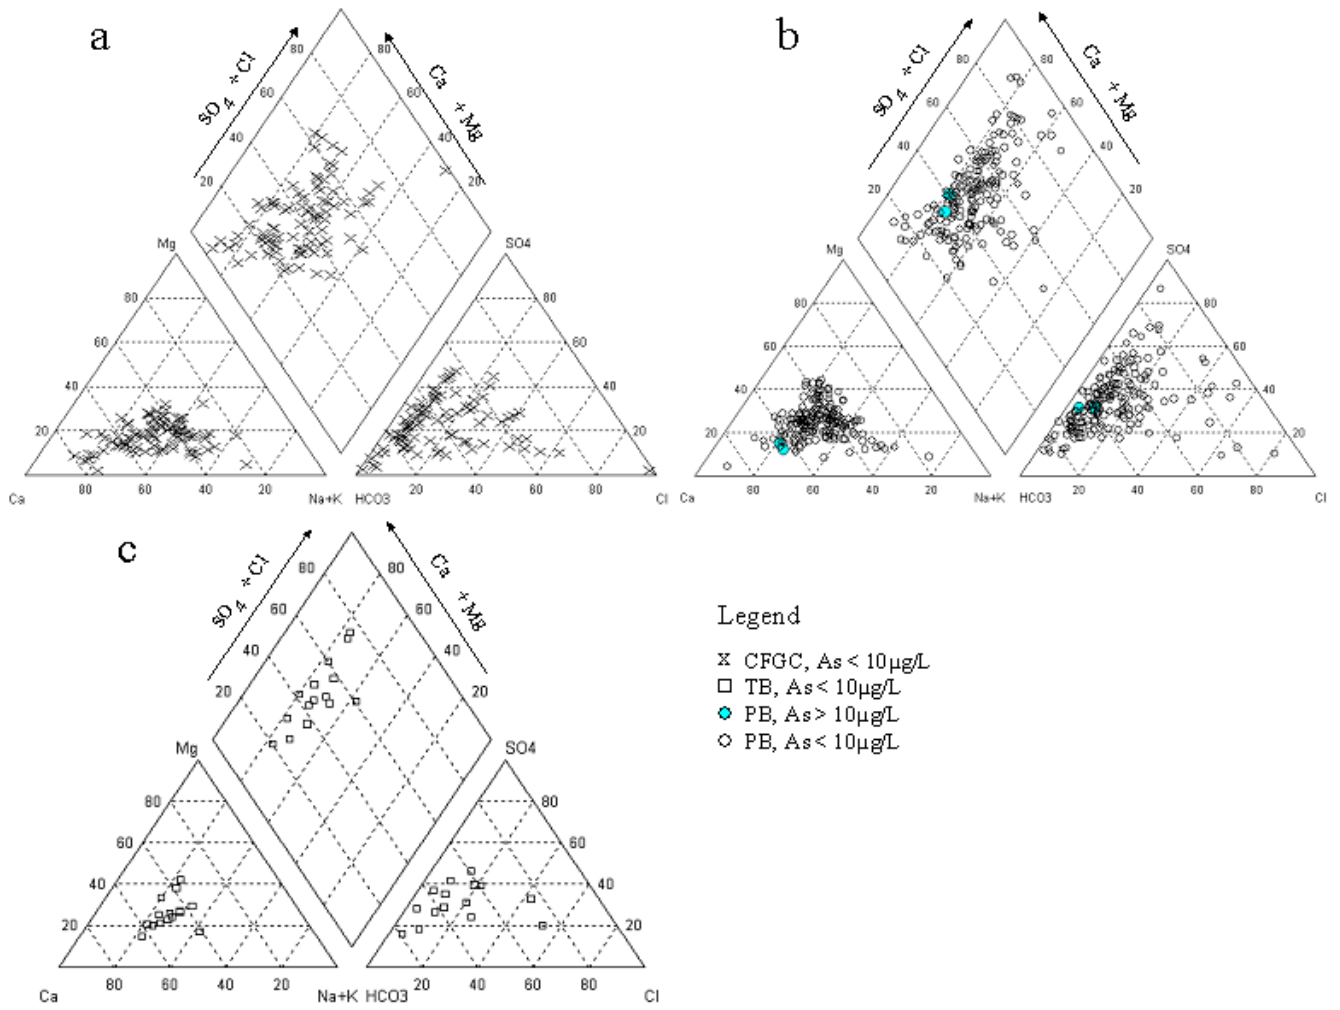 a
SO4 +Cl
Ca +Mg
80
80
60
60
40
40
20
20
Mg
SO4
80
80
60
60
40
40
20
20
Ca
80
60
40
20
Na+K
HCO3
20
40
60
80
Cl
b
SO4 +Cl
Ca +Mg
80
80
60
60
40
40
20
20
Mg
SO4
80
80
60
60
40
40
20
20
Ca
80
60
40
20
Na+K
HCO3
20
40
60
80
Cl
c
SO4 +Cl
Ca +Mg
80
80
60
60
40
40
20
20
Mg
SO4
80
80
60
60
40
40
20
20
Ca
80
60
40
20
Na+K
HCO3
20
40
60
80
Cl
Legend
CFGC, As < 10µg/L
TB, As < 10µg/L
PB, As > 10µg/L
PB, As < 10µg/L